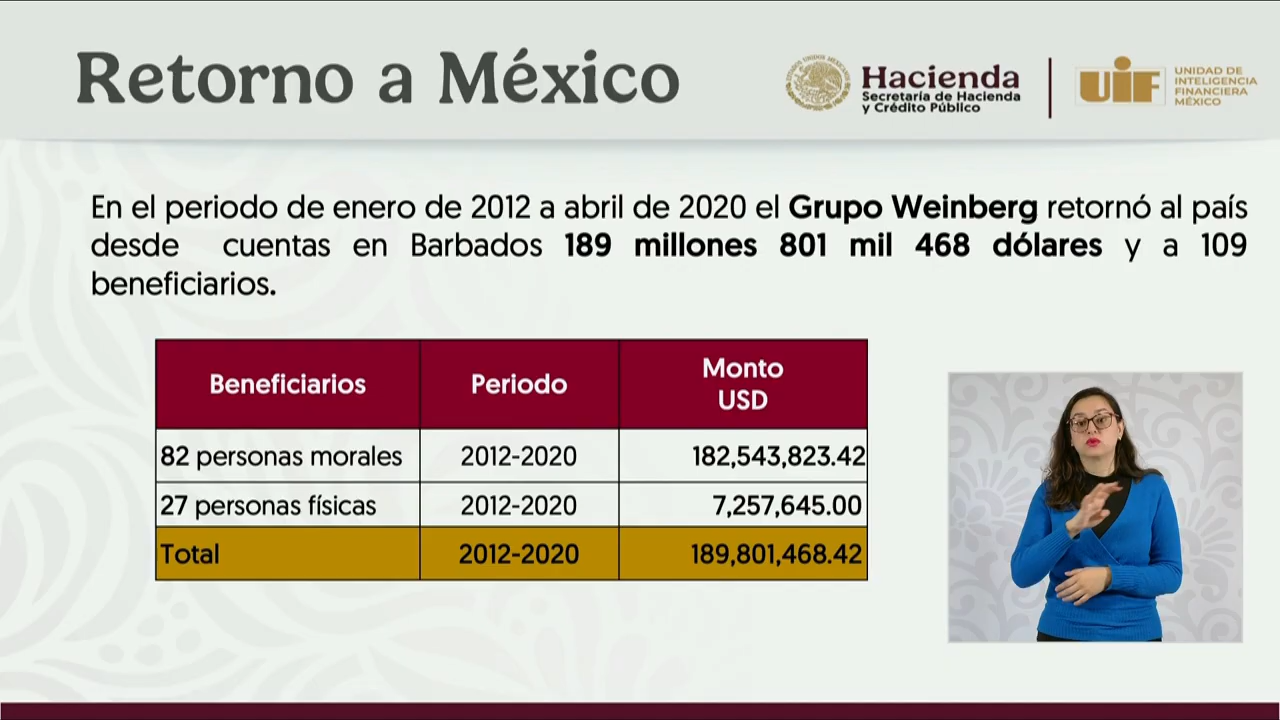 Retorno a México
Hacienda
Secretaría de Hacienda
y Crédito Público
UIF
UNIDAD DE
INTELIGENCIA
FINANCIERA
MÉXICO
En el periodo de enero de 2012 a abril de 2020 el Grupo Weinberg retornó al país
desde cuentas en Barbados 189 millones 801 mil 468 dólares y a 109
beneficiarios.
Beneficiarios Periodo Monto
USD
82 personas morales 2012-2020 182,543,823.42
27 personas físicas 2012-2020 7,257,645.00
Total 2012-2020 189,801,468.42